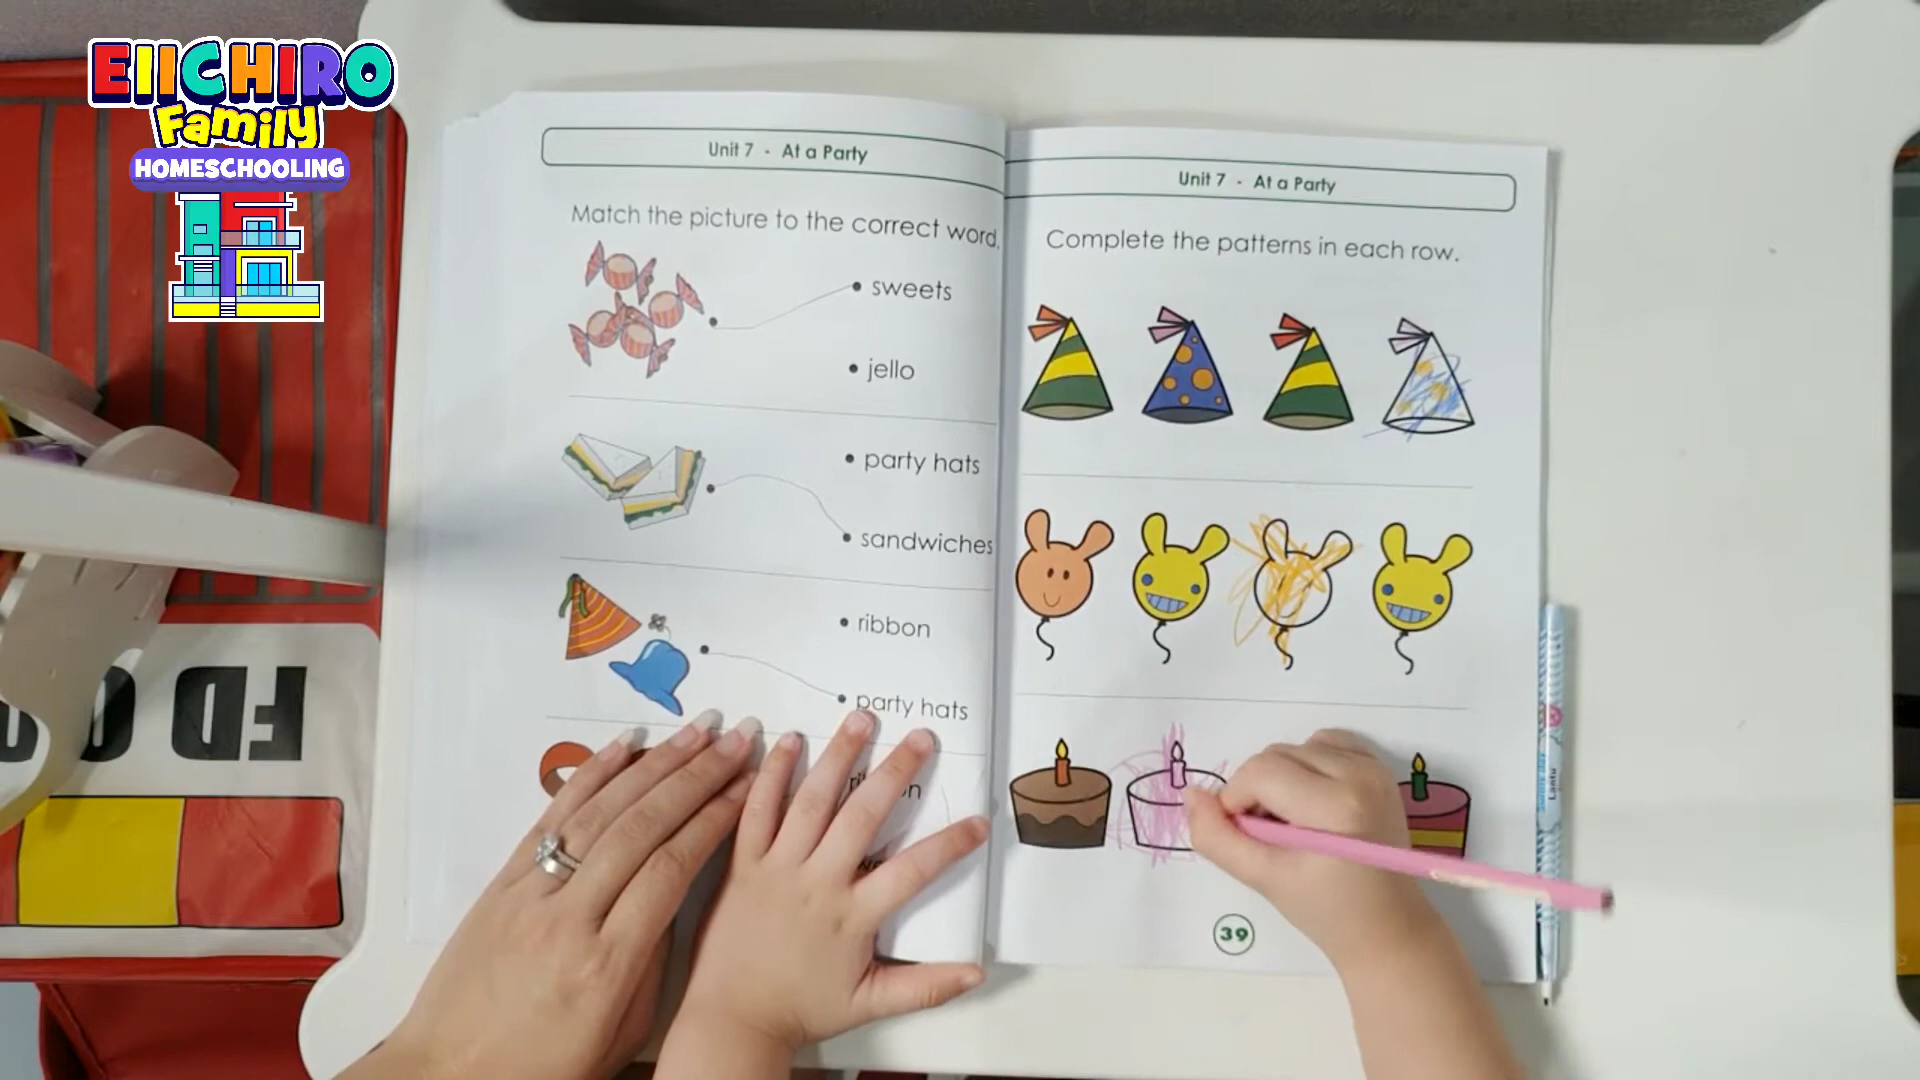 EIICHIRO
Family
HOMESCHOOLING
Unit 7 - At a Party
Match the picture to the correct word.
sweets
jello
party hats
sandwiches
ribbon
party hats
Unit 7 - At a Party
Complete the patterns in each row.
39